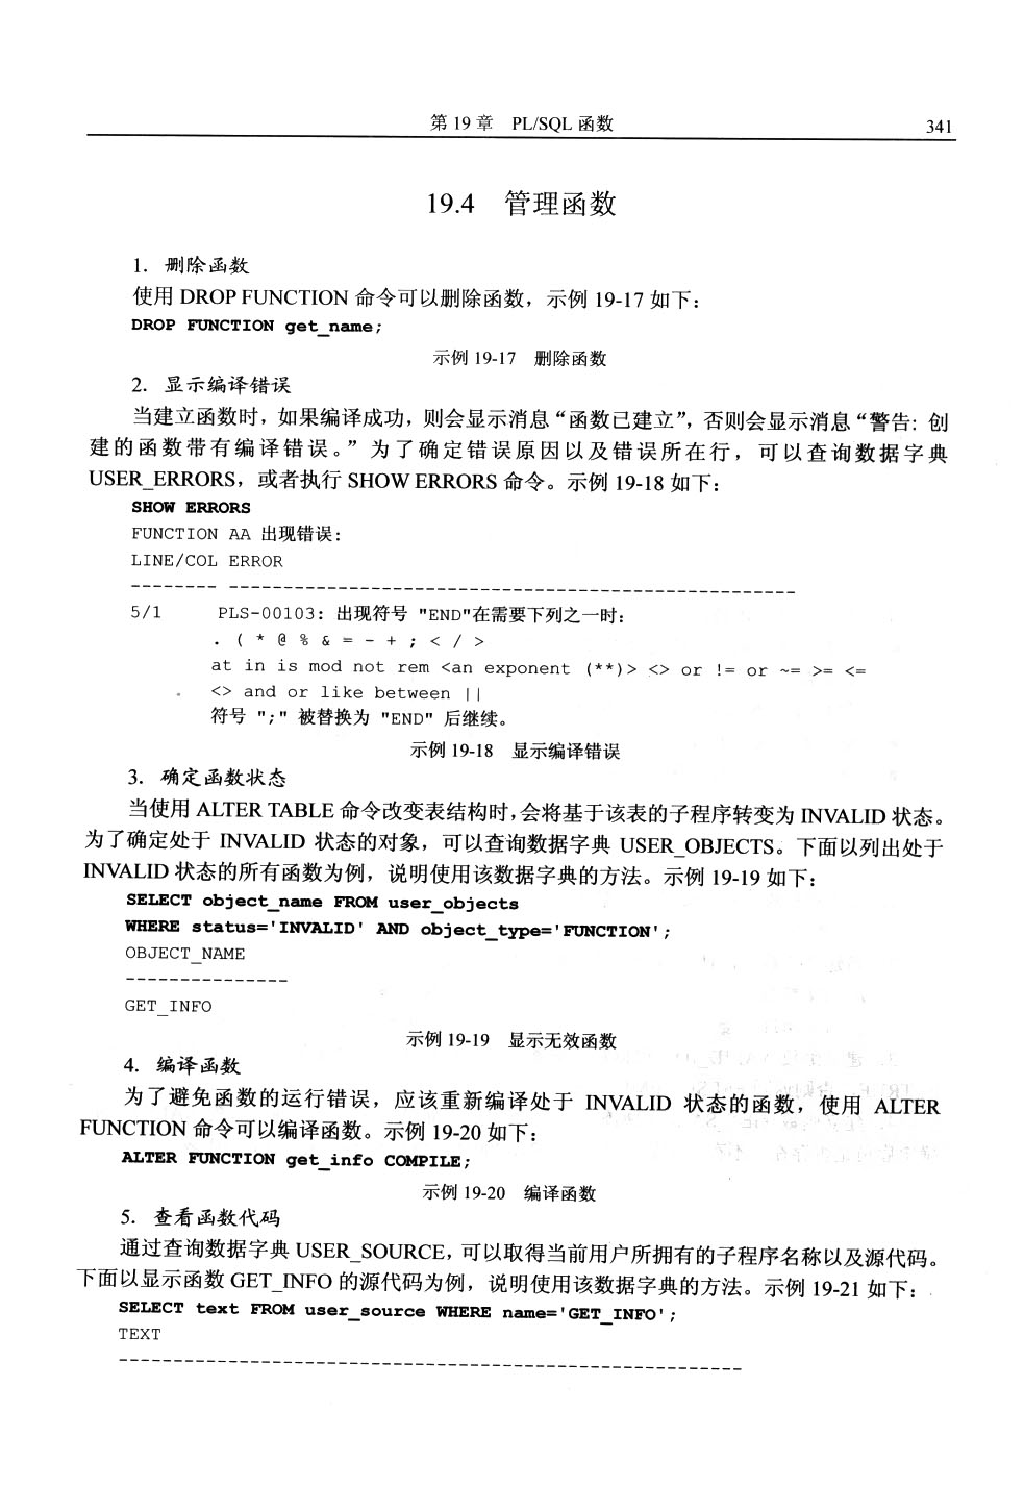 第 19 章 PL/SQL 函数 341
19.4 管理函数
1. 删除函数
使用 DROP FUNCTION 命令可以删除函数，示例 19-17 如下：
DROP FUNCTION get_name;
示例 19-17 删除函数
2. 显示编译错误
当建立函数时，如果编译成功，则会显示消息“函数已建立”，否则会显示消息“警告: 创
建的函数带有编译错误。”为了确定错误原因以及错误所在行，可以查询数据字典
USER_ERRORS，或者执行 SHOW ERRORS 命令。示例 19-18 如下：
SHOW ERRORS
FUNCTION AA 出现错误：
LINE/COL ERROR
-------- -----------------------------------------------------
5/1 PLS-00103: 出现符号 "END"在需要下列之一时：
. ( * @ % & = - + ; < / >
at in is mod not rem <an exponent (**)> <> or != or ~= >= <=
<> and or like between ||
符号 ";" 被替换为 "END" 后继续。
示例 19-18 显示编译错误
3. 确定函数状态
当使用 ALTER TABLE 命令改变表结构时，会将基于该表的子程序转变为 INVALID 状态。
为了确定处于 INVALID 状态的对象，可以查询数据字典 USER_OBJECTS。下面以列出处于
INVALID 状态的所有函数为例，说明使用该数据字典的方法。示例 19-19 如下：
SELECT object_name FROM user_objects
WHERE status='INVALID' AND object_type='FUNCTION';
OBJECT_NAME
---------------
GET_INFO
示例 19-19 显示无效函数
4. 编译函数
为了避免函数的运行错误，应该重新编译处于 INVALID 状态的函数，使用 ALTER
FUNCTION 命令可以编译函数。示例 19-20 如下：
ALTER FUNCTION get_info COMPILE;
示例 19-20 编译函数
5. 查看函数代码
通过查询数据字典 USER_SOURCE，可以取得当前用户所拥有的子程序名称以及源代码。
下面以显示函数 GET_INFO 的源代码为例，说明使用该数据字典的方法。示例 19-21 如下：
SELECT text FROM user_source WHERE name='GET_INFO';
TEXT
----------------------------------------------------------